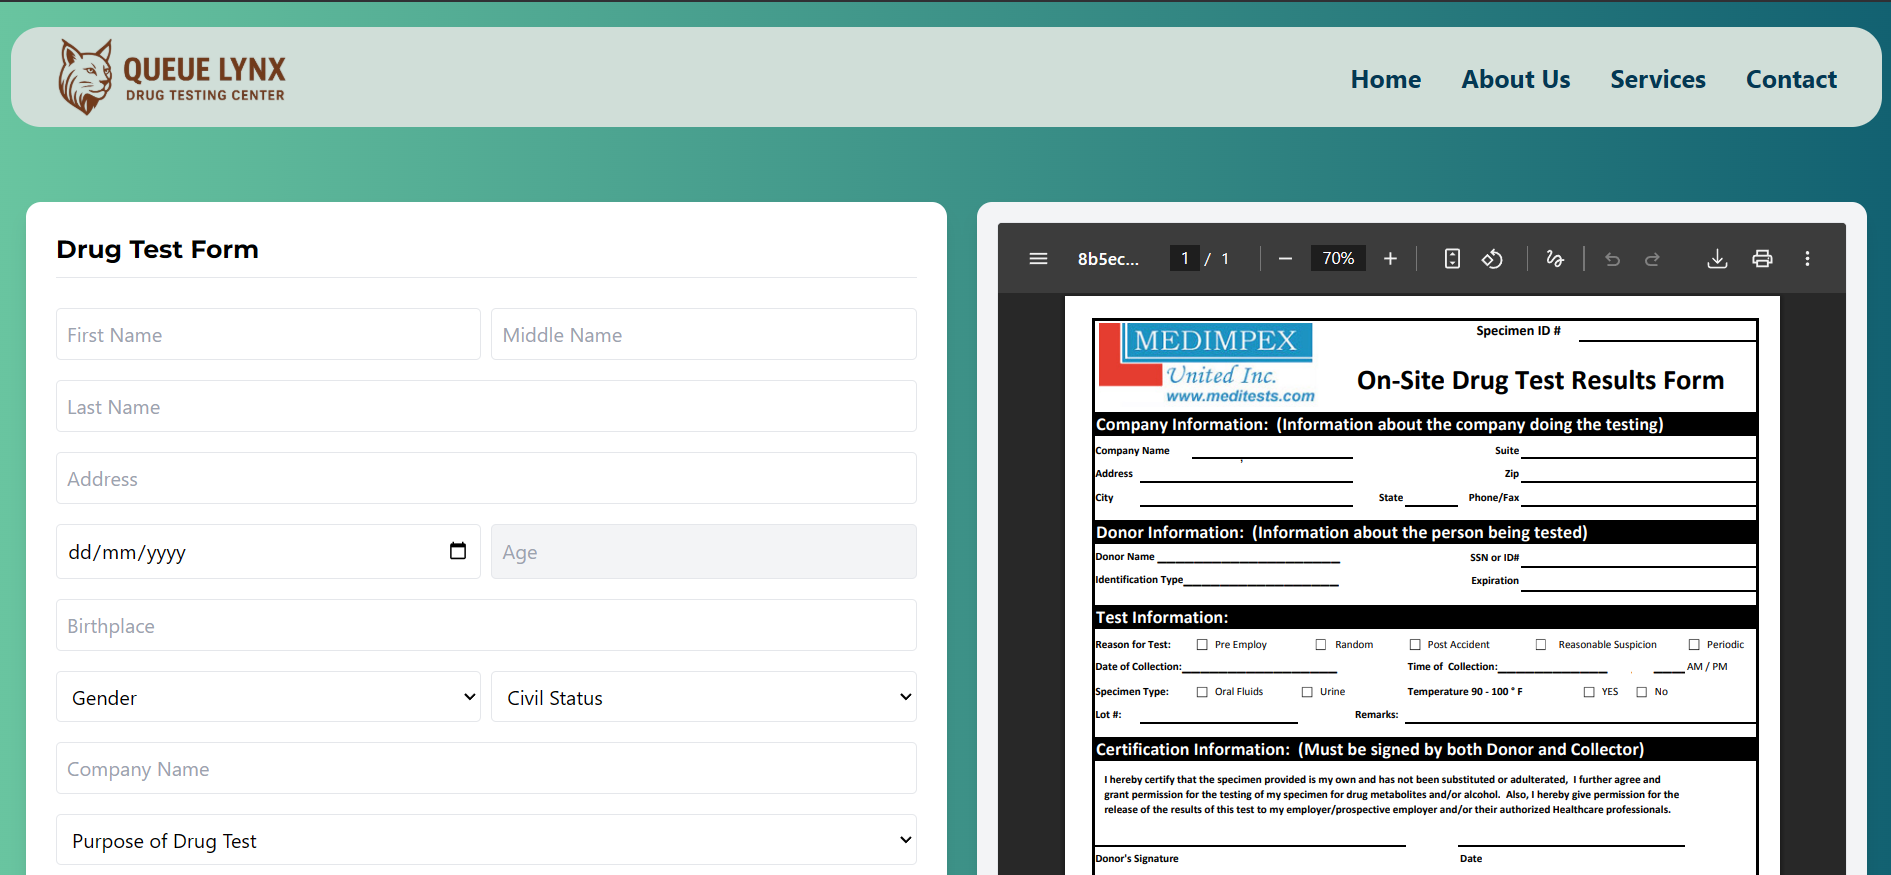 QUEUE LYNX
DRUG TESTING CENTER
Home About Us Services Contact
Drug Test Form
First Name Middle Name
Last Name
Address
dd/mm/yyyy Age
Birthplace
Gender Civil Status
Company Name
Purpose of Drug Test
8b5ec... 1 / 1 70%
MEDIMPEX
United Inc.
www.meditests.com
Specimen ID #
On-Site Drug Test Results Form
Company Information: (Information about the company doing the testing)
Company Name , Suite
Address Zip
City State Phone/Fax
Donor Information: (Information about the person being tested)
Donor Name SSN or ID#
Identification Type Expiration
Test Information:
Reason for Test: Pre Employ Random Post Accident Reasonable Suspicion Periodic
Date of Collection: Time of Collection: AM / PM
Specimen Type: Oral Fluids Urine Temperature 90 - 100 ° F YES No
Lot #: Remarks:
Certification Information: (Must be signed by both Donor and Collector)
I hereby certify that the specimen provided is my own and has not been substituted or adulterated, I further agree and
grant permission for the testing of my specimen for drug metabolites and/or alcohol. Also, I hereby give permission for the
release of the results of this test to my employer/prospective employer and/or their authorized Healthcare professionals.
Donor's Signature Date